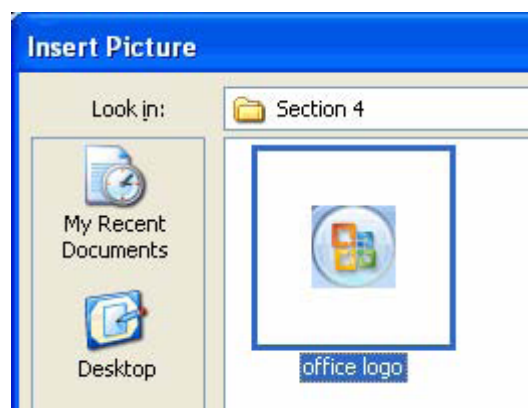 Insert Picture
Look in:
Section 4
My Recent
Documents
Desktop
office logo